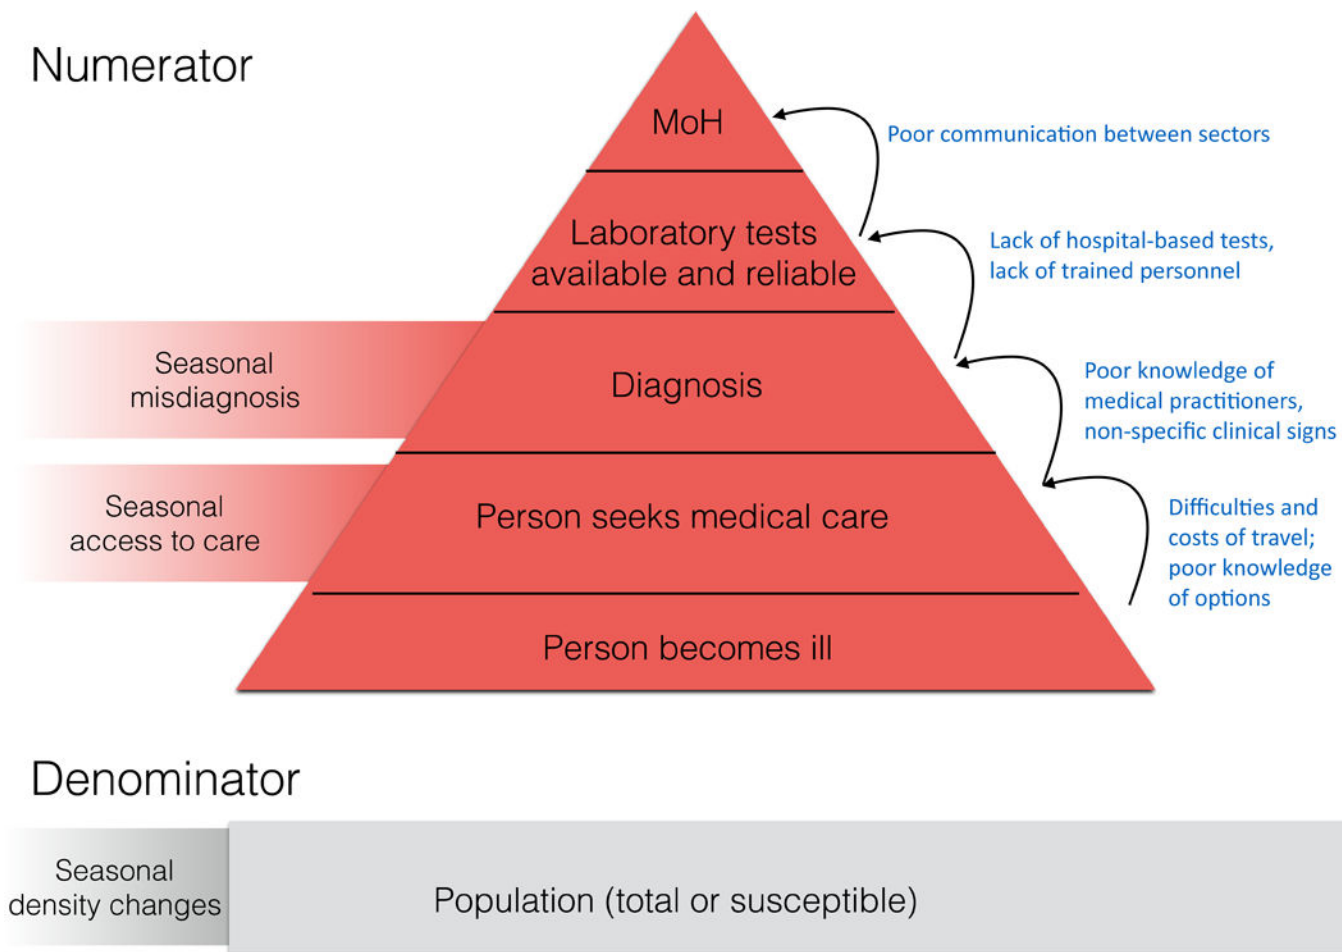 Numerator
MoH
Poor communication between sectors
Laboratory tests
available and reliable
Lack of hospital-based tests,
lack of trained personnel
Seasonal
misdiagnosis
Diagnosis
Poor knowledge of
medical practitioners,
non-specific clinical signs
Seasonal
access to care
Person seeks medical care
Difficulties and
costs of travel;
poor knowledge
of options
Person becomes ill
Denominator
Seasonal
density changes
Population (total or susceptible)